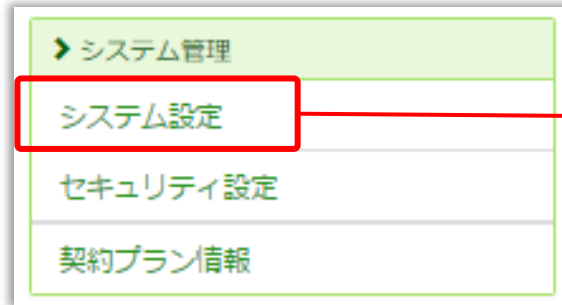 システム管理
システム設定
セキュリティ設定
契約プラン情報